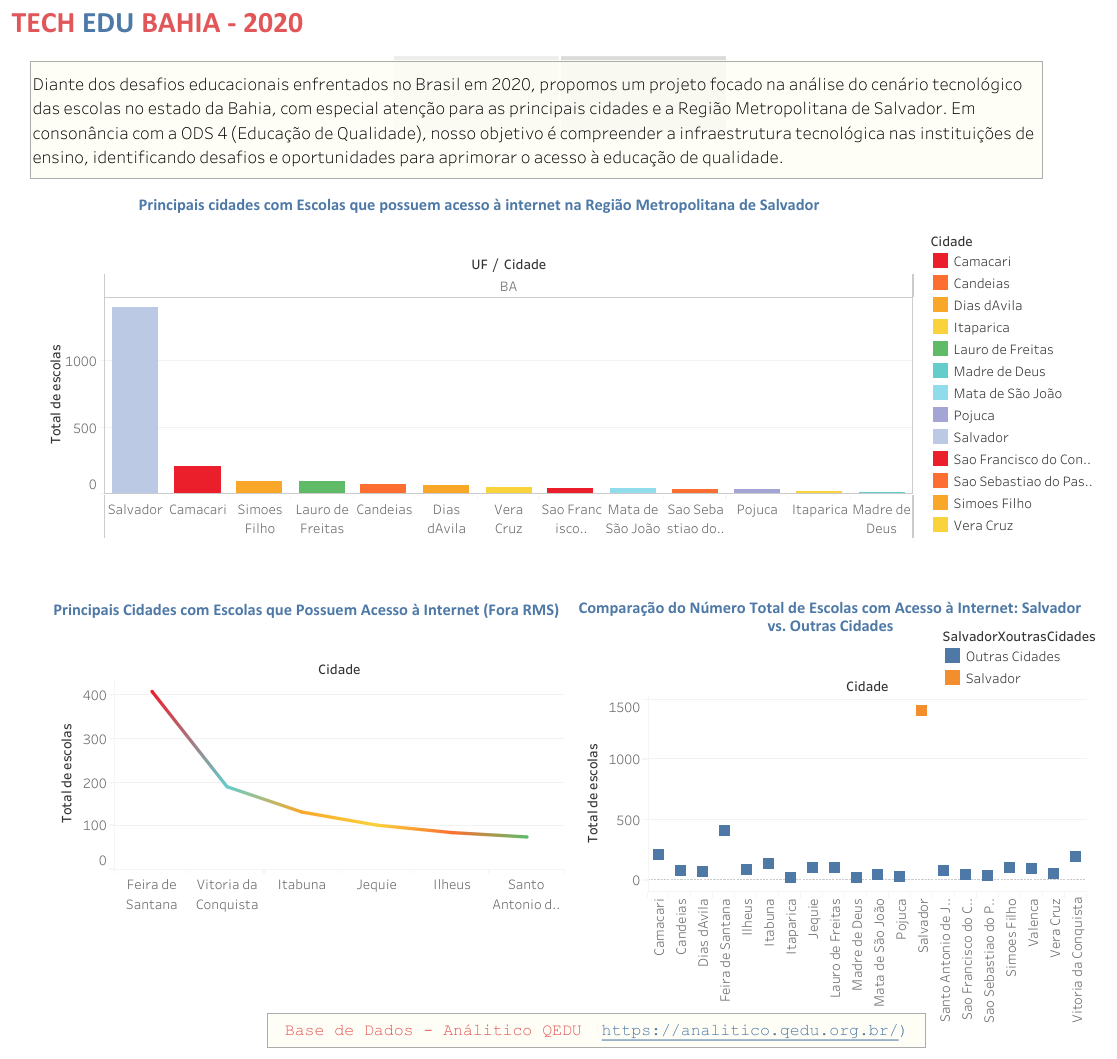 TECH EDU BAHIA - 2020
Diante dos desafios educacionais enfrentados no Brasil em 2020, propomos um projeto focado na análise do cenário tecnológico
das escolas no estado da Bahia, com especial atenção para as principais cidades e a Região Metropolitana de Salvador. Em
consonância com a ODS 4 (Educação de Qualidade), nosso objetivo é compreender a infraestrutura tecnológica nas instituições de
ensino, identificando desafios e oportunidades para aprimorar o acesso à educação de qualidade.
Principais cidades com Escolas que possuem acesso à internet na Região Metropolitana de Salvador
UF / Cidade
BA
Total de escolas
1000
500
0
Salvador Camacari Simoes Lauro de Candeias Dias Vera Sao Franc Mata de Sao Seba Pojuca Itaparica Madre de
Filho Freitas dAvila Cruz isco.. São João stiao do.. Deus
Cidade
Camacari
Candeias
Dias dAvila
Itaparica
Lauro de Freitas
Madre de Deus
Mata de São João
Pojuca
Salvador
Sao Francisco do Con..
Sao Sebastiao do Pas..
Simoes Filho
Vera Cruz
Principais Cidades com Escolas que Possuem Acesso à Internet (Fora RMS)
Cidade
Total de escolas
400
300
200
100
0
Feira de Vitoria da Itabuna Jequie Ilheus Santo
Santana Conquista Antonio d..
Comparação do Número Total de Escolas com Acesso à Internet: Salvador
vs. Outras Cidades
SalvadorXoutrasCidades
Outras Cidades
Salvador
Cidade
Total de escolas
1500
1000
500
0
Camacari
Candeias
Dias dAvila
Feira de Santana
Ilheus
Itabuna
Itaparica
Jequie
Lauro de Freitas
Madre de Deus
Mata de São João
Pojuca
Salvador
Santo Antonio de J..
Sao Francisco do C..
Sao Sebastiao do P..
Simoes Filho
Valenca
Vera Cruz
Vitoria da Conquista
Base de Dados - Análitico QEDU https://analitico.qedu.org.br/)